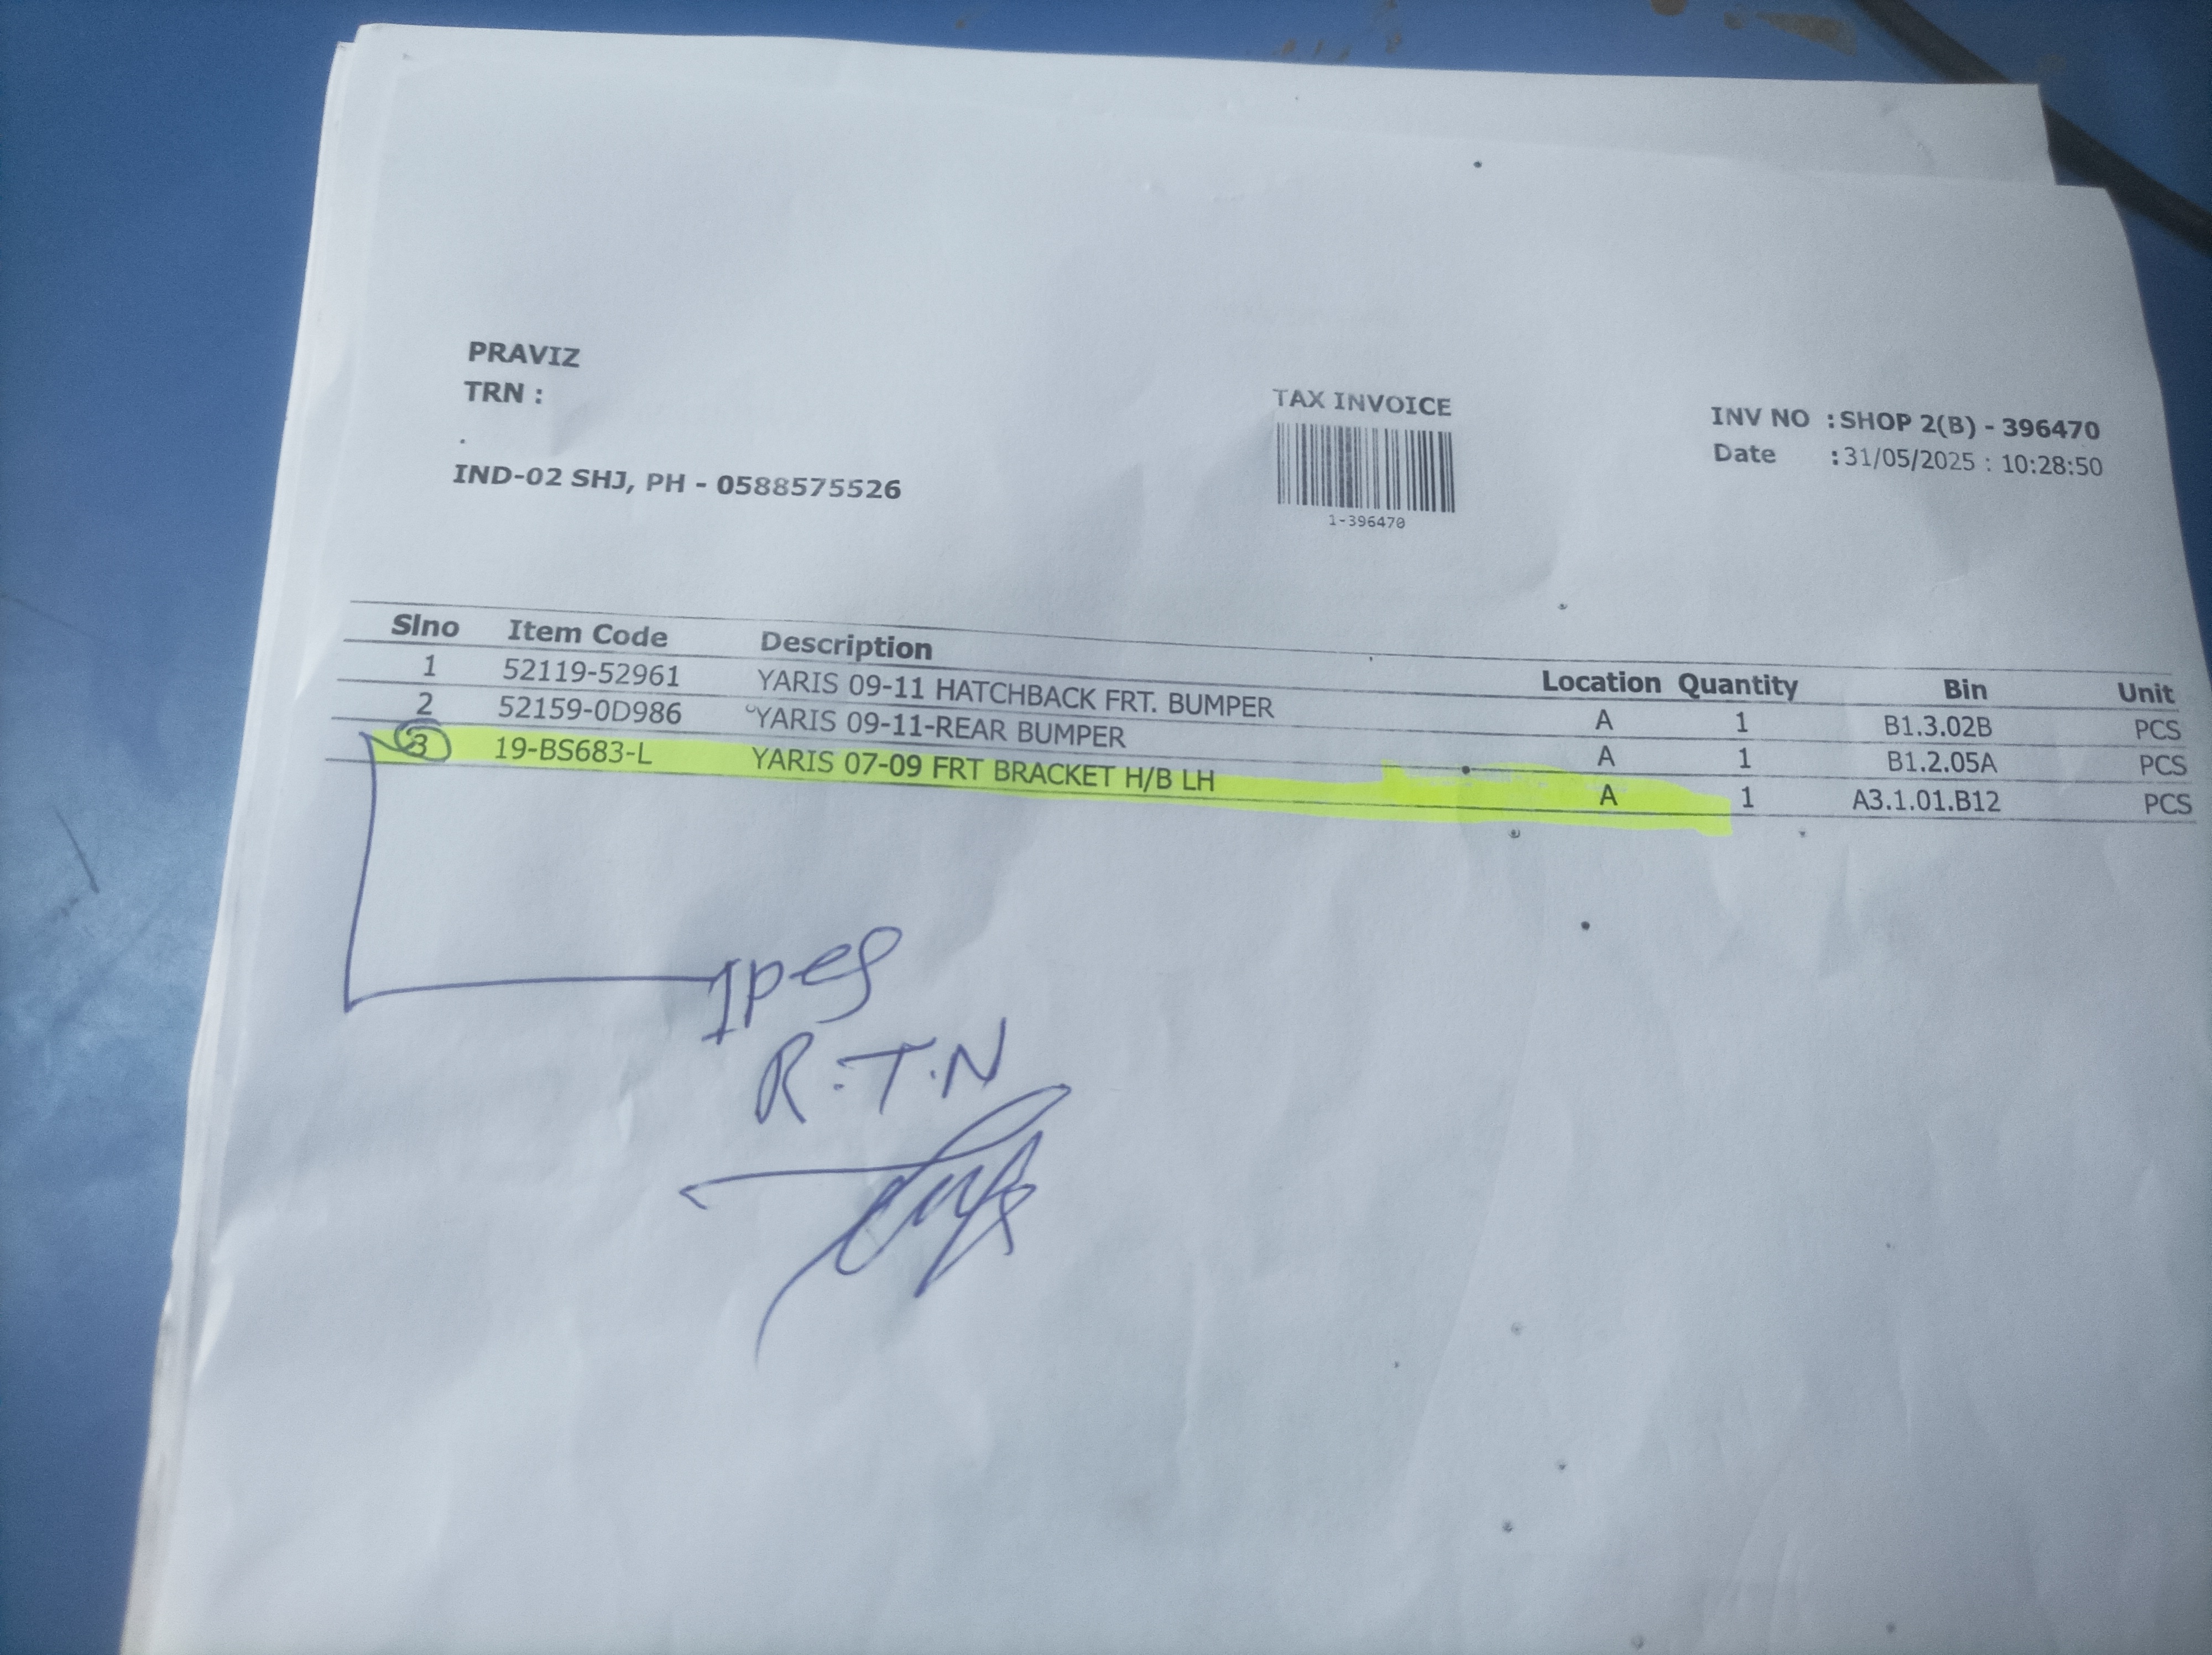 PRAVIZ
TRN :
.
IND-02 SHJ, PH - 0588575526
TAX INVOICE
1-396470
INV NO : SHOP 2(B) - 396470
Date : 31/05/2025 : 10:28:50
Slno Item Code Description Location Quantity Bin Unit
1 52119-52961 YARIS 09-11 HATCHBACK FRT. BUMPER A 1 B1.3.02B PCS
2 52159-0D986 YARIS 09-11-REAR BUMPER A 1 B1.2.05A PCS
3 19-BS683-L YARIS 07-09 FRT BRACKET H/B LH A 1 A3.1.01.B12 PCS
R.T.N